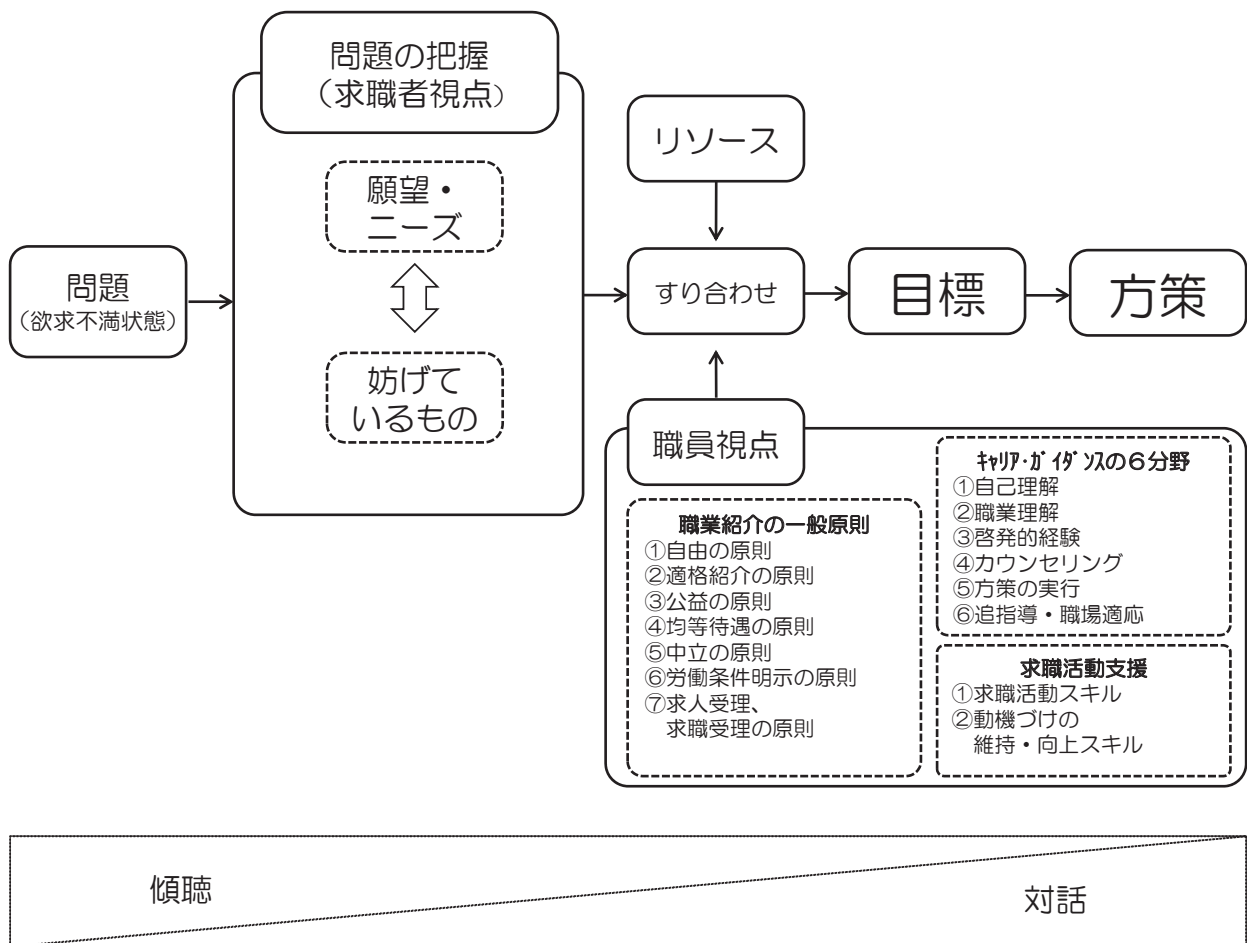 問題の把握
（求職者視点）
願望・
ニーズ
妨げて
いるもの
問題
（欲求不満状態）
リソース
すり合わせ
目標
方策
職員視点
職業紹介の一般原則
①自由の原則
②適格紹介の原則
③公益の原則
④均等待遇の原則
⑤中立の原則
⑥労働条件明示の原則
⑦求人受理、
求職受理の原則
ｷｬﾘｱ･ｶﾞｲﾀﾞﾝｽの６分野
①自己理解
②職業理解
③啓発的経験
④カウンセリング
⑤方策の実行
⑥追指導・職場適応
求職活動支援
①求職活動スキル
②動機づけの
維持・向上スキル
傾聴
対話